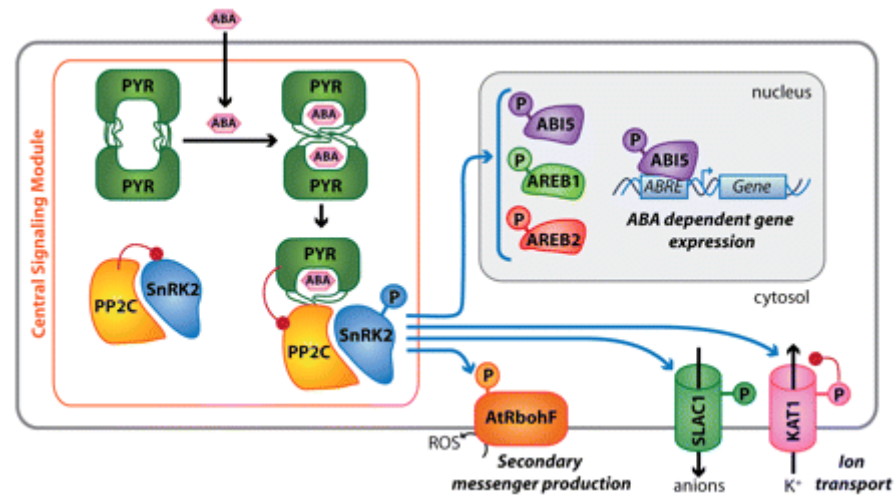 ABA
Central Signaling Module
PYR
PYR
ABA
PYR
ABA
ABA
PYR
PP2C
SnRK2
PYR
ABA
PP2C
SnRK2
P
nucleus
P
ABI5
P
AREB1
P
AREB2
P
ABI5
ABRE
Gene
ABA dependent gene
expression
cytosol
P
AtRbohF
ROS
Secondary
messenger production
SLAC1
P
anions
KAT1
P
K⁺
Ion
transport